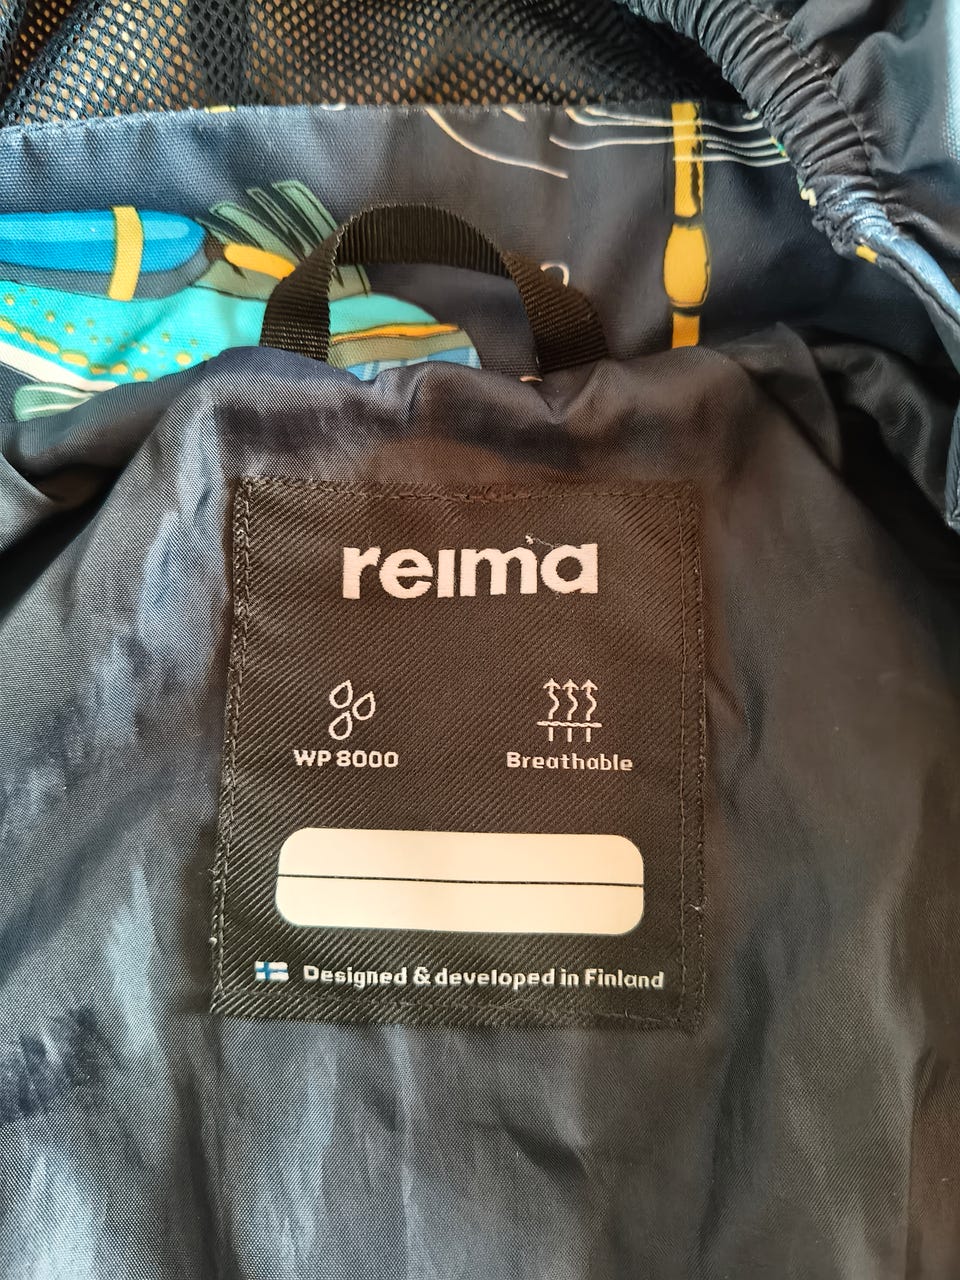 reima
WP 8000
Breathable
Designed & developed in Finland